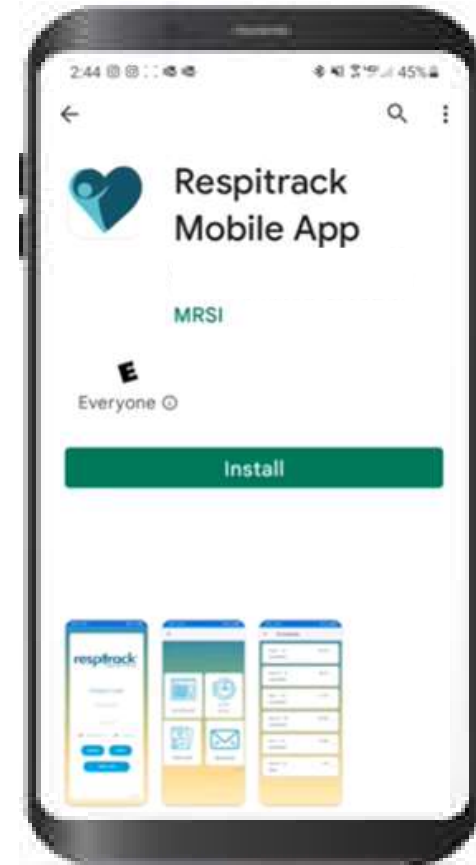 2:44
45%
Respitrack
Mobile App
MRSI
E
Everyone
Install
respitrack